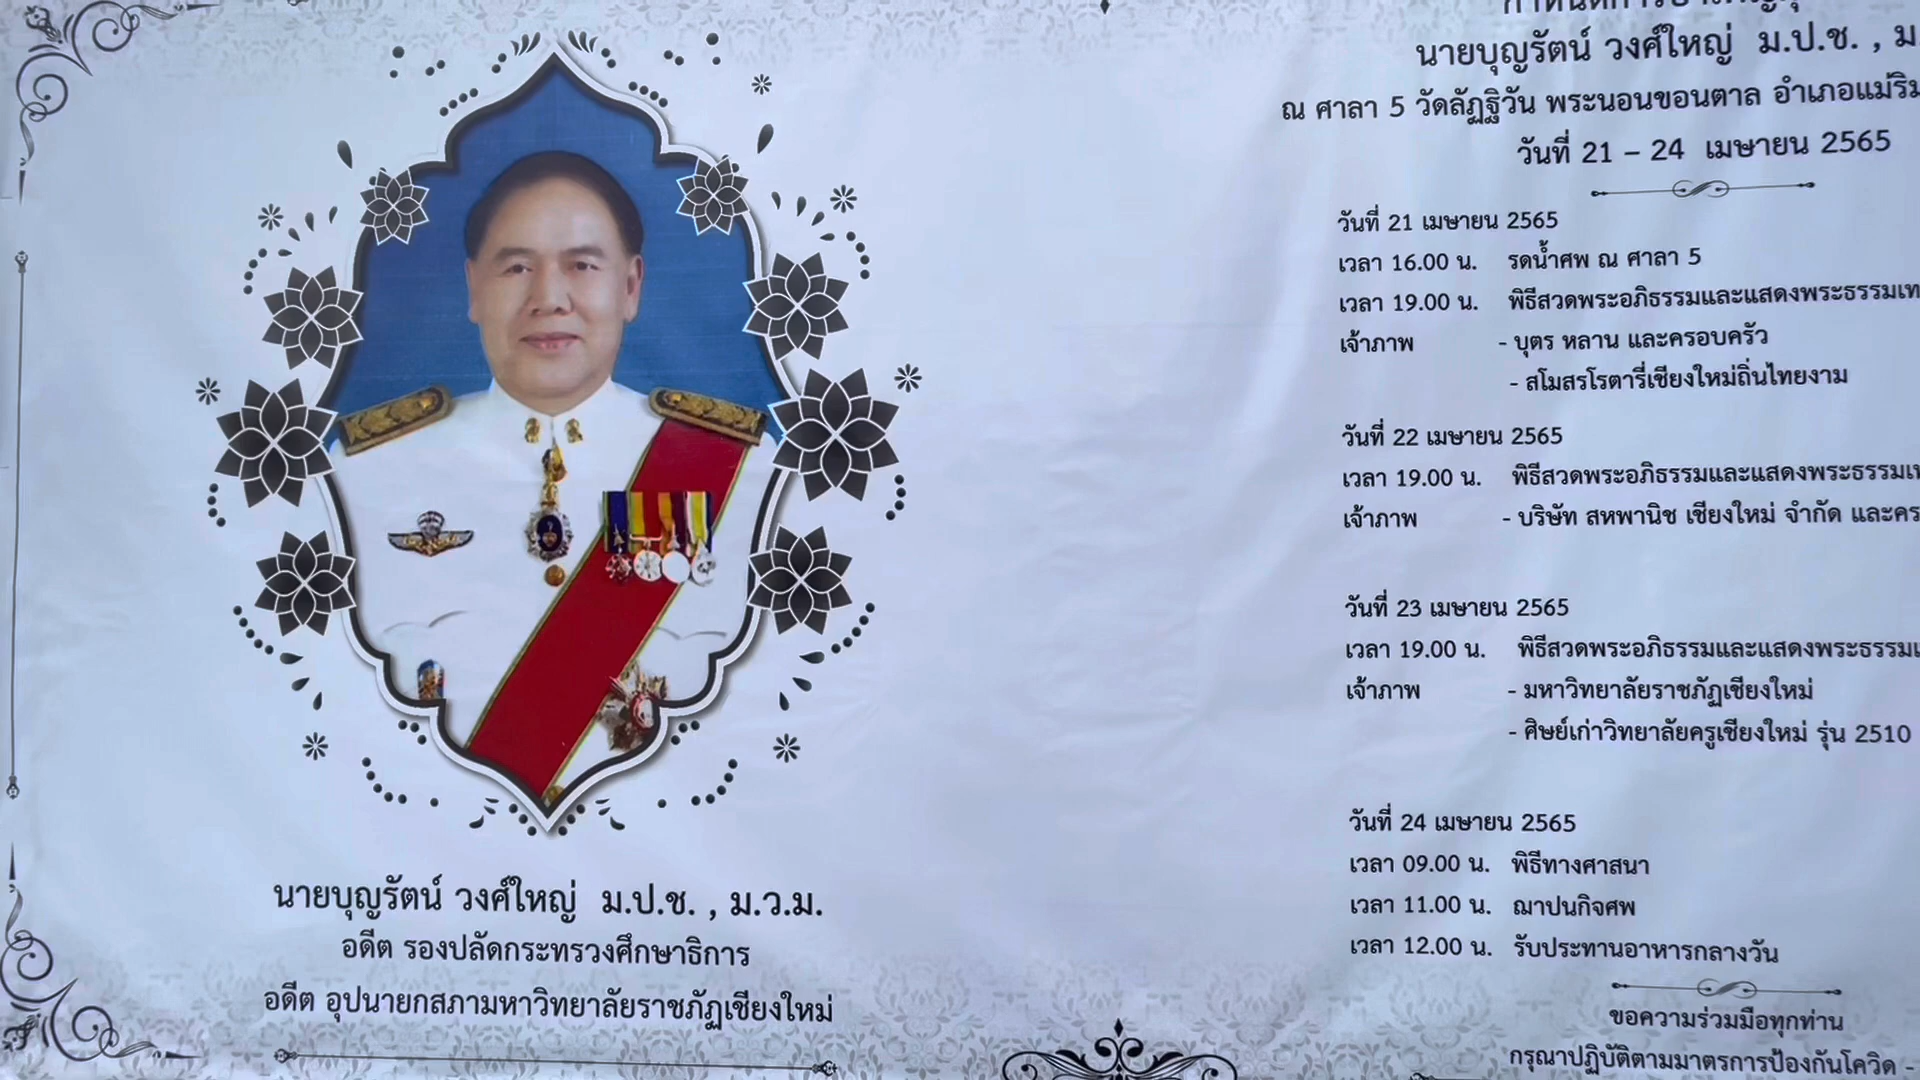 นายบุญรัตน์ วงศ์ใหญ่ ม.ป.ช. , ม.ว.ม.
อดีต รองปลัดกระทรวงศึกษาธิการ
อดีต อุปนายกสภามหาวิทยาลัยราชภัฏเชียงใหม่
นายบุญรัตน์ วงศ์ใหญ่ ม.ป.ช. , ม.
ณ ศาลา 5 วัดลัฏฐิวัน พระนอนขอนตาล อำเภอแม่ริม
วันที่ 21 – 24 เมษายน 2565
วันที่ 21 เมษายน 2565
เวลา 16.00 น. รดน้ำศพ ณ ศาลา 5
เวลา 19.00 น. พิธีสวดพระอภิธรรมและแสดงพระธรรมเท
เจ้าภาพ - บุตร หลาน และครอบครัว
- สโมสรโรตารี่เชียงใหม่ถิ่นไทยงาม
วันที่ 22 เมษายน 2565
เวลา 19.00 น. พิธีสวดพระอภิธรรมและแสดงพระธรรมเท
เจ้าภาพ - บริษัท สหพานิช เชียงใหม่ จำกัด และคร
วันที่ 23 เมษายน 2565
เวลา 19.00 น. พิธีสวดพระอภิธรรมและแสดงพระธรรมเ
เจ้าภาพ - มหาวิทยาลัยราชภัฏเชียงใหม่
- ศิษย์เก่าวิทยาลัยครูเชียงใหม่ รุ่น 2510
วันที่ 24 เมษายน 2565
เวลา 09.00 น. พิธีทางศาสนา
เวลา 11.00 น. ฌาปนกิจศพ
เวลา 12.00 น. รับประทานอาหารกลางวัน
ขอความร่วมมือทุกท่าน
กรุณาปฏิบัติตามมาตรการป้องกันโควิด -